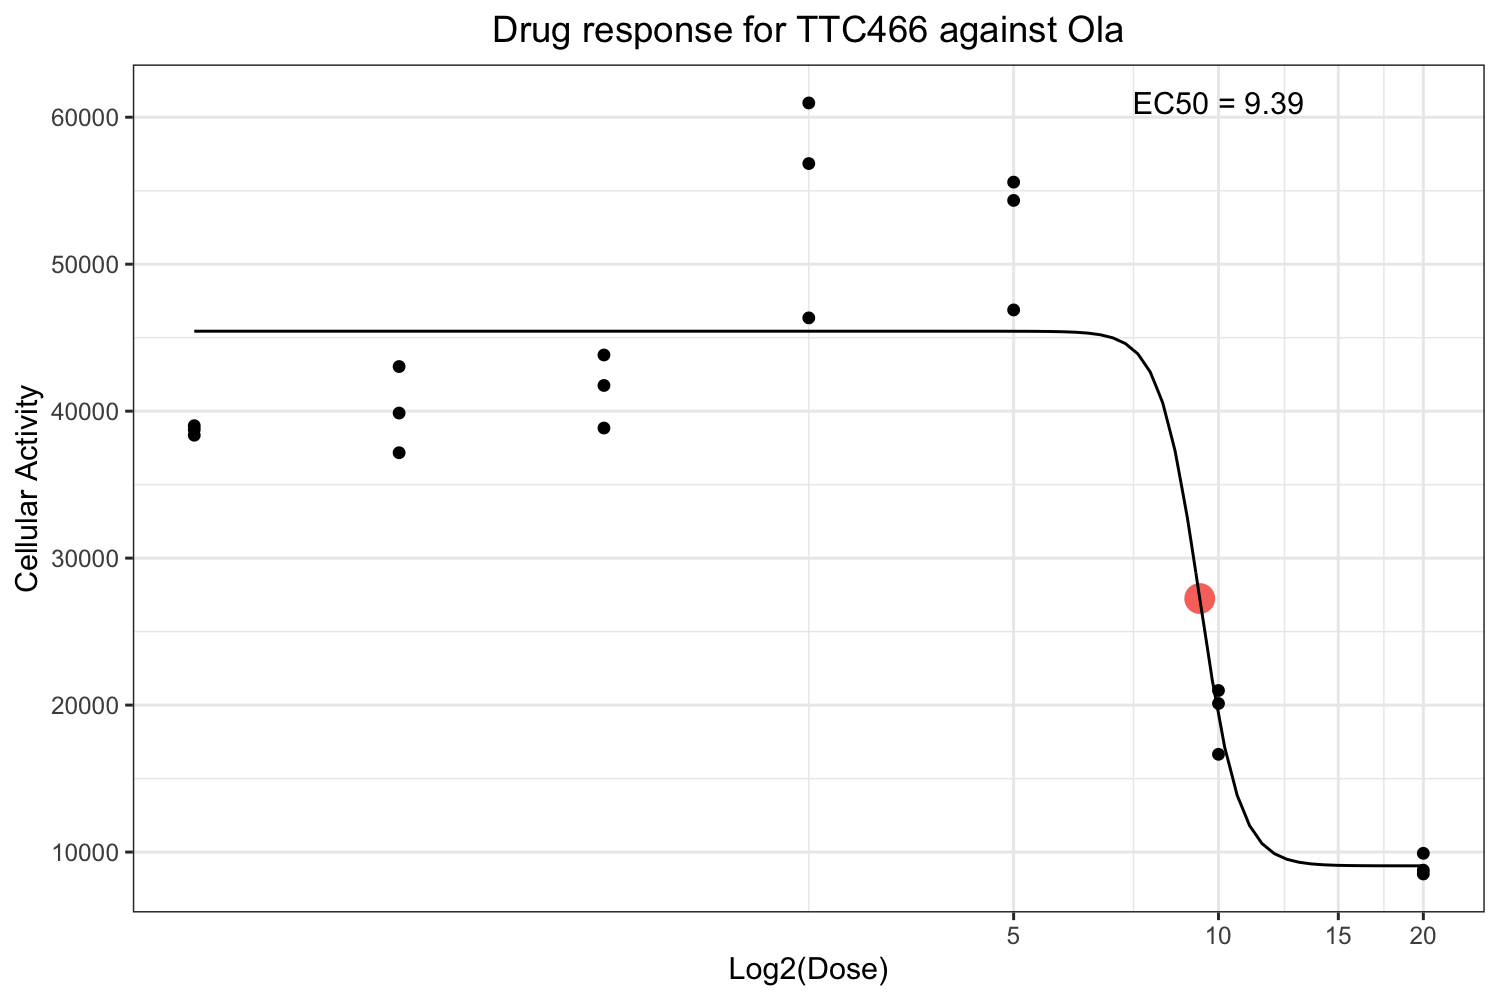 Drug response for TTC466 against Ola
EC50 = 9.39
60000
50000
40000
30000
20000
10000
Cellular Activity
5 10 15 20
Log2(Dose)